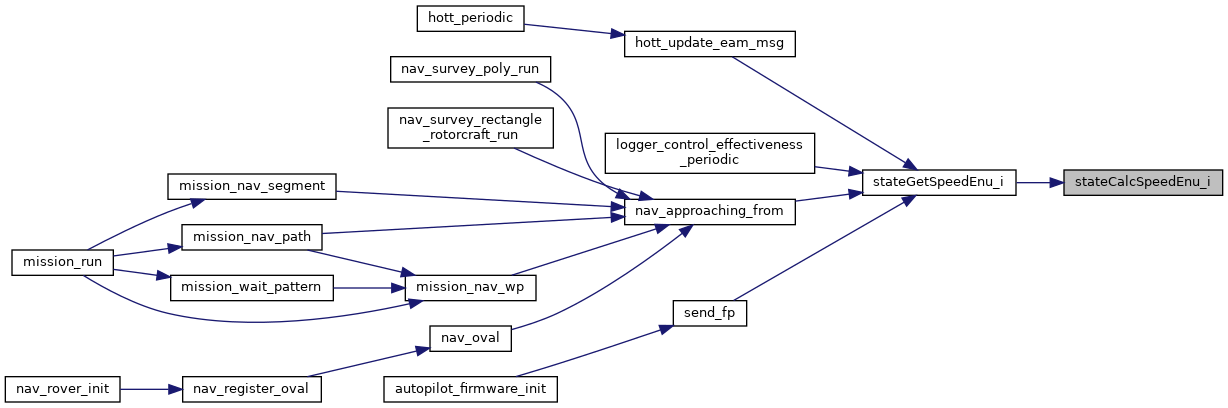 hott_periodic
hott_update_eam_msg
nav_survey_poly_run
nav_survey_rectangle
_rotorcraft_run
logger_control_effectiveness
_periodic
stateGetSpeedEnu_i
stateCalcSpeedEnu_i
mission_nav_segment
nav_approaching_from
mission_nav_path
mission_run
mission_wait_pattern
mission_nav_wp
send_fp
nav_oval
nav_rover_init
nav_register_oval
autopilot_firmware_init